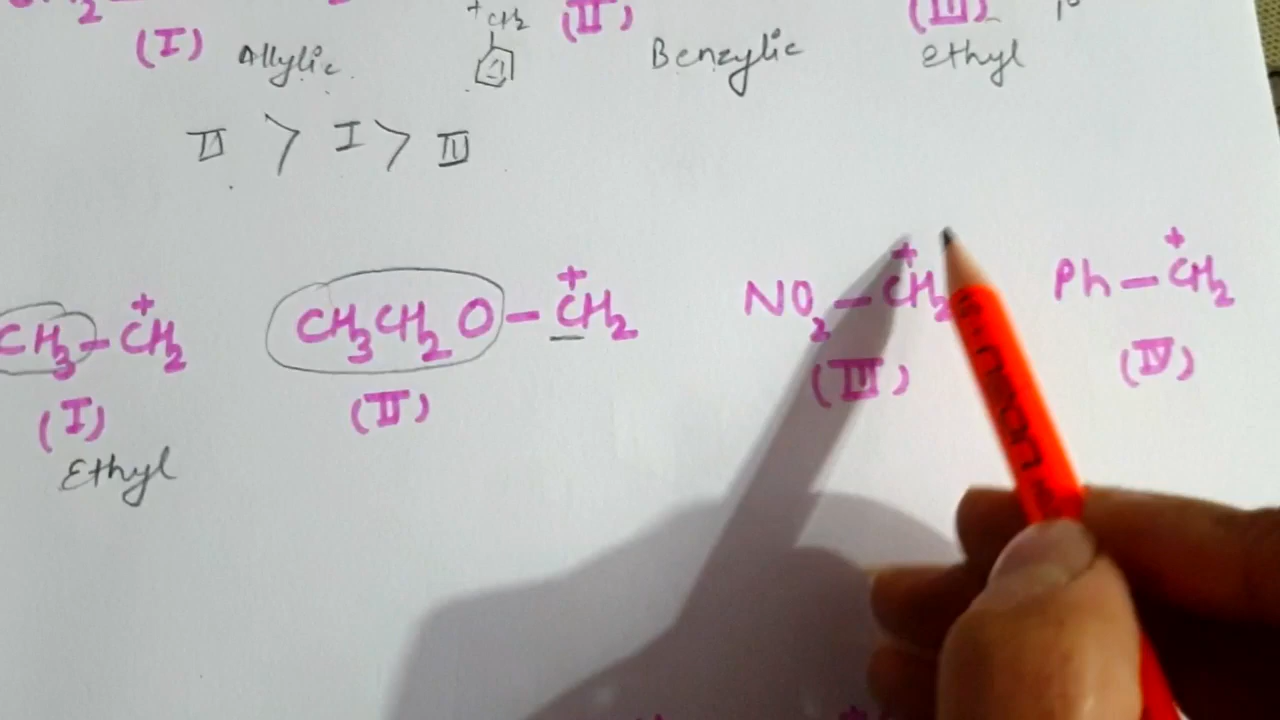 (I) Allylic +CH2 (II) Benzylic (III) Ethyl
II > I > III
CH3-CH2+ CH3CH2O-CH2+ NO2-CH2+ Ph-CH2+
(I) (II) (III) (IV)
Ethyl